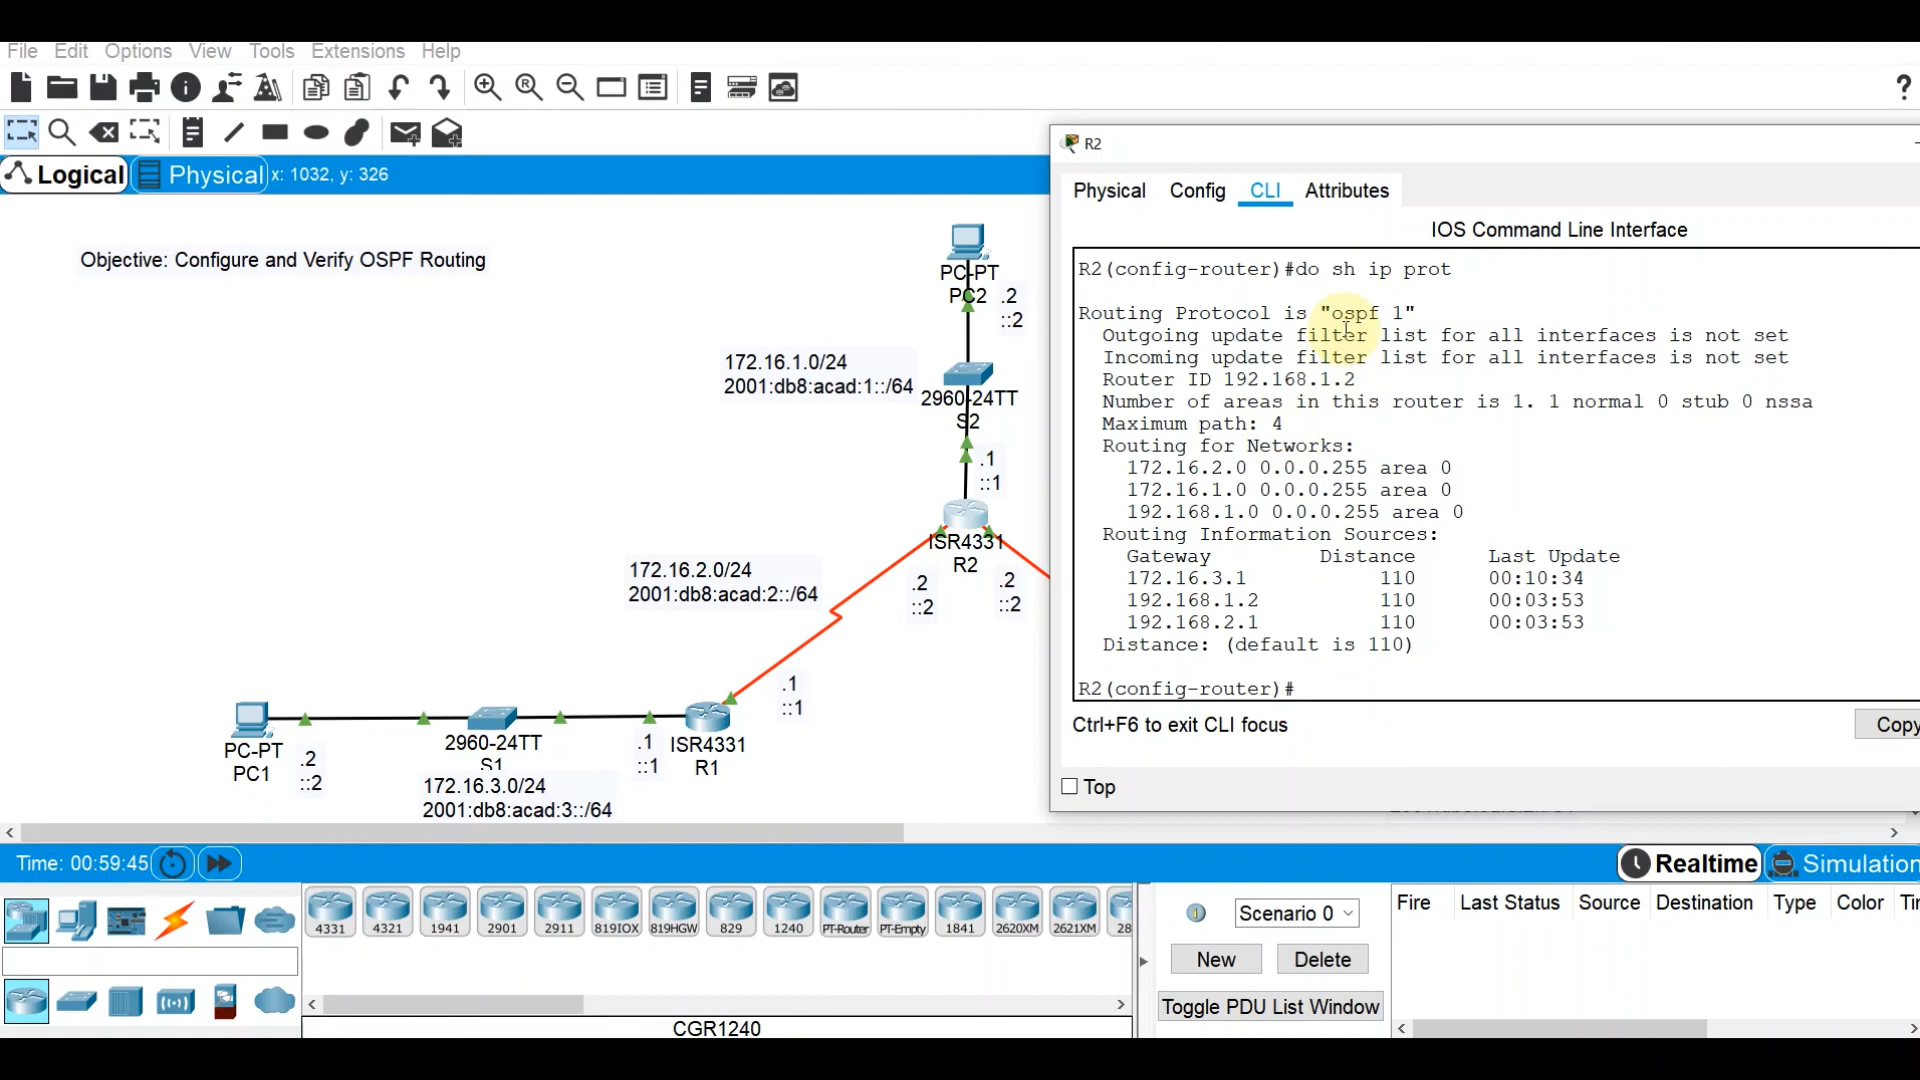 File Edit Options View Tools Extensions Help
?
Logical Physical x: 1032, y: 326
Objective: Configure and Verify OSPF Routing
PC-PT
PC2
.2
::2
172.16.1.0/24
2001:db8:acad:1::/64
2960-24TT
S2
.1
::1
ISR4331
R2
172.16.2.0/24
2001:db8:acad:2::/64
.2
::2
.2
::2
.1
::1
PC-PT
PC1
.2
::2
2960-24TT
S1
172.16.3.0/24
2001:db8:acad:3::/64
.1
::1
ISR4331
R1
R2
Physical Config CLI Attributes
IOS Command Line Interface
R2(config-router)#do sh ip prot
Routing Protocol is "ospf 1"
Outgoing update filter list for all interfaces is not set
Incoming update filter list for all interfaces is not set
Router ID 192.168.1.2
Number of areas in this router is 1. 1 normal 0 stub 0 nssa
Maximum path: 4
Routing for Networks:
172.16.2.0 0.0.0.255 area 0
172.16.1.0 0.0.0.255 area 0
192.168.1.0 0.0.0.255 area 0
Routing Information Sources:
Gateway Distance Last Update
172.16.3.1 110 00:10:34
192.168.1.2 110 00:03:53
192.168.2.1 110 00:03:53
Distance: (default is 110)
R2(config-router)#
Ctrl+F6 to exit CLI focus
Copy
Top
Time: 00:59:45
Realtime Simulation
4331 4321 1941 2901 2911 819IOX 819HGW 829 1240 PT-Router PT-Empty 1841 2620XM 2621XM 28
CGR1240
Scenario 0
New Delete
Toggle PDU List Window
Fire Last Status Source Destination Type Color